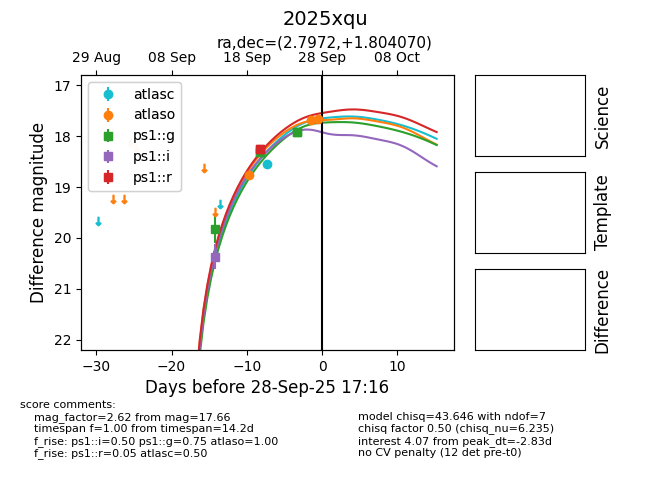 2025xqu
ra,dec=(2.7972,+1.804070)
29 Aug 08 Sep 18 Sep 28 Sep 08 Oct
17
18
19
20
21
22
Difference magnitude
atlasc
atlaso
ps1::g
ps1::i
ps1::r
−30 −20 −10 0 10
Days before 28-Sep-25 17:16
Science
Template
Difference
score comments:
mag_factor=2.62 from mag=17.66
timespan f=1.00 from timespan=14.2d
f_rise: ps1::i=0.50 ps1::g=0.75 atlaso=1.00
f_rise: ps1::r=0.05 atlasc=0.50
model chisq=43.646 with ndof=7
chisq factor 0.50 (chisq_nu=6.235)
interest 4.07 from peak_dt=-2.83d
no CV penalty (12 det pre-t0)